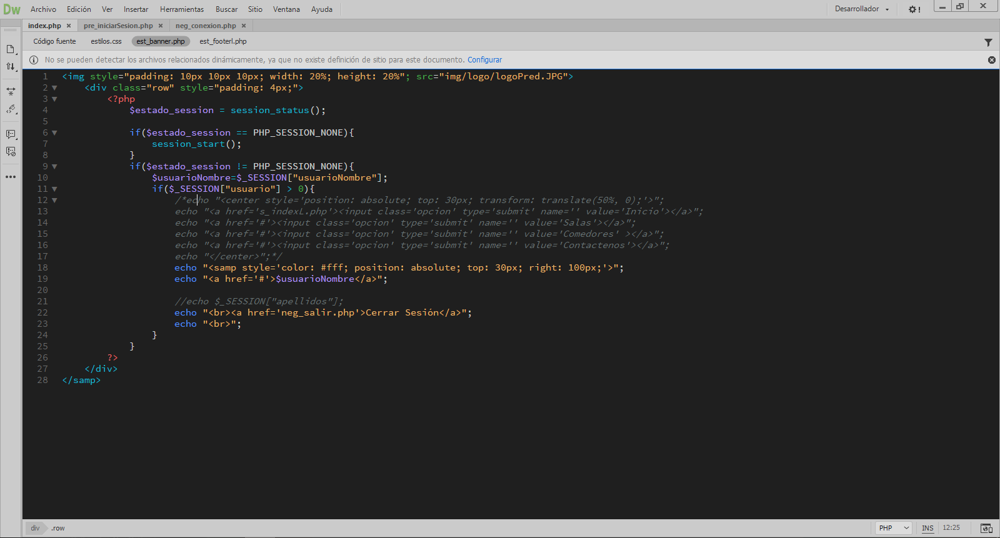 Dw Archivo Edición Ver Insertar Herramientas Buscar Sitio Ventana Ayuda Desarrollador !
index.php × pre_iniciarSesion.php × neg_conexion.php ×
Código fuente estilos.css est_banner.php est_footerl.php
No se pueden detectar los archivos relacionados dinámicamente, ya que no existe definición de sitio para este documento. Configurar
1 <img style="padding: 10px 10px 10px; width: 20%; height: 20%"; src="img/logo/logoPred.JPG">
2 <div class="row" style="padding: 4px;">
3 <?php
4 $estado_session = session_status();
5
6 if($estado_session == PHP_SESSION_NONE){
7 session_start();
8 }
9 if($estado_session != PHP_SESSION_NONE){
10 $usuarioNombre=$_SESSION["usuarioNombre"];
11 if($_SESSION["usuario"] > 0){
12 /*echo "<center style='position: absolute; top: 30px; transform: translate(50%, 0);'>";
13 echo "<a href='s_indexL.php'><input class='opcion' type='submit' name='' value='Inicio'></a>";
14 echo "<a href='#'><input class='opcion' type='submit' name='' value='Salas'></a>";
15 echo "<a href='#'><input class='opcion' type='submit' name='' value='Comedores' ></a>";
16 echo "<a href='#'><input class='opcion' type='submit' name='' value='Contactenos'></a>";
17 echo "</center>";*/
18 echo "<samp style='color: #fff; position: absolute; top: 30px; right: 100px;'>";
19 echo "<a href='#'>$usuarioNombre</a>";
20
21 //echo $_SESSION["apellidos"];
22 echo "<br><a href='neg_salir.php'>Cerrar Sesión</a>";
23 echo "<br>";
24 }
25 }
26 ?>
27 </div>
28 </samp>
div .row PHP INS 12:25